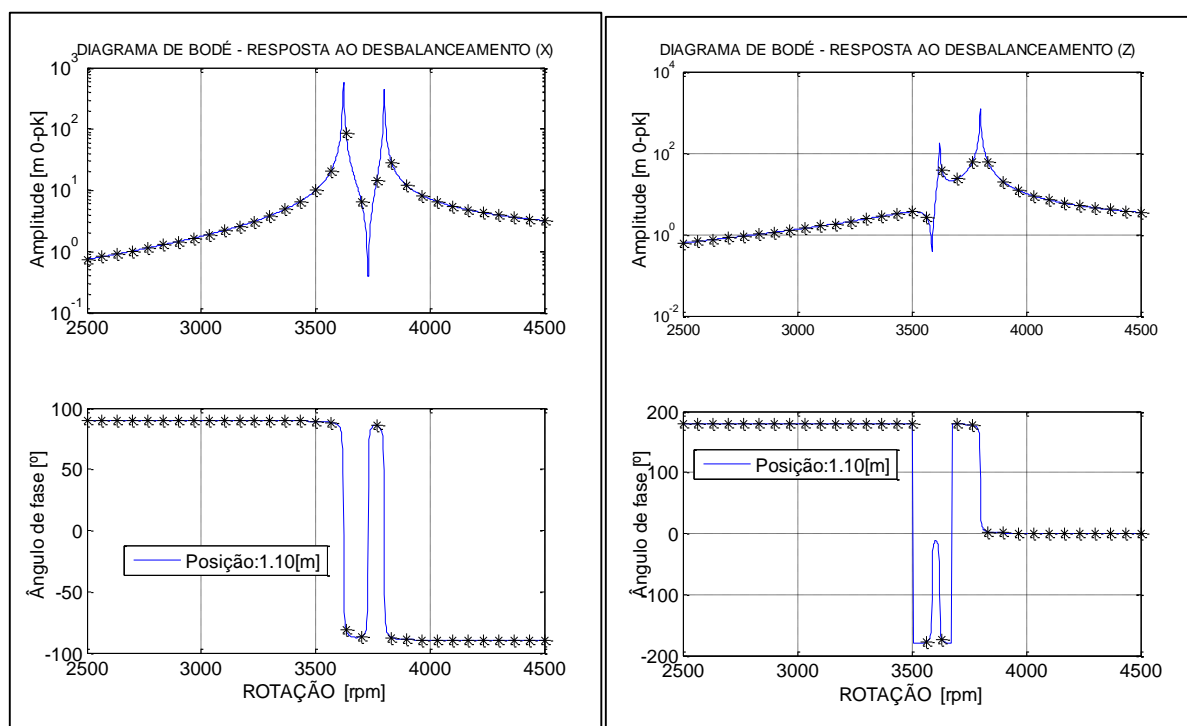 DIAGRAMA DE BODÉ - RESPOSTA AO DESBALANCEAMENTO (X)
Amplitude [m 0-pk]
10^3
10^2
10^1
10^0
10^-1
2500 3000 3500 4000 4500
Ângulo de fase [º]
100
50
0
-50
-100
Posição:1.10[m]
2500 3000 3500 4000 4500
ROTAÇÃO [rpm]
DIAGRAMA DE BODÉ - RESPOSTA AO DESBALANCEAMENTO (Z)
Amplitude [m 0-pk]
10^4
10^2
10^0
10^-2
2500 3000 3500 4000 4500
Ângulo de fase [º]
200
100
0
-100
-200
Posição:1.10[m]
2500 3000 3500 4000 4500
ROTAÇÃO [rpm]